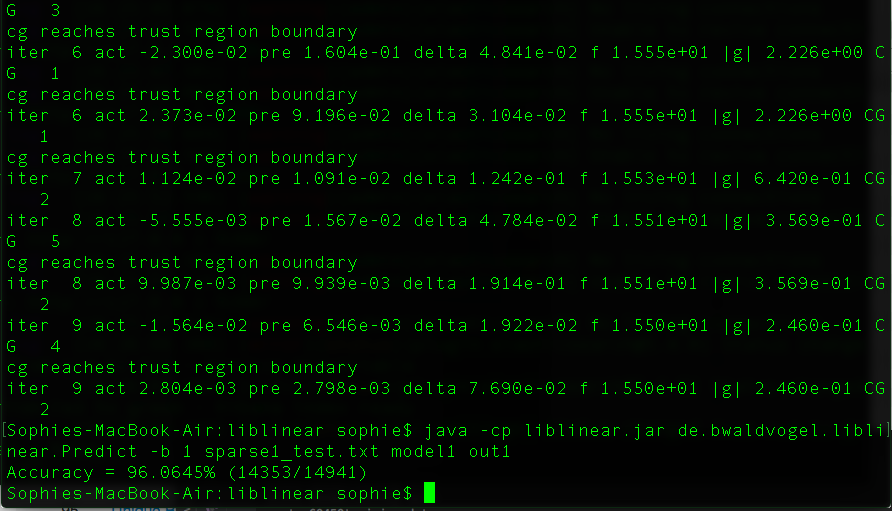 G   3
cg reaches trust region boundary
iter  6 act -2.300e-02 pre 1.604e-01 delta 4.841e-02 f 1.555e+01 |g| 2.226e+00 C
G   1
cg reaches trust region boundary
iter  6 act 2.373e-02 pre 9.196e-02 delta 3.104e-02 f 1.555e+01 |g| 2.226e+00 CG
   1
cg reaches trust region boundary
iter  7 act 1.124e-02 pre 1.091e-02 delta 1.242e-01 f 1.553e+01 |g| 6.420e-01 CG
   2
iter  8 act -5.555e-03 pre 1.567e-02 delta 4.784e-02 f 1.551e+01 |g| 3.569e-01 C
G   5
cg reaches trust region boundary
iter  8 act 9.987e-03 pre 9.939e-03 delta 1.914e-01 f 1.551e+01 |g| 3.569e-01 CG
   2
iter  9 act -1.564e-02 pre 6.546e-03 delta 1.922e-02 f 1.550e+01 |g| 2.460e-01 C
G   4
cg reaches trust region boundary
iter  9 act 2.804e-03 pre 2.798e-03 delta 7.690e-02 f 1.550e+01 |g| 2.460e-01 CG
   2
[Sophies-MacBook-Air:liblinear sophie$ java -cp liblinear.jar de.bwaldvogel.libli]
near.Predict -b 1 sparse1_test.txt model1 out1
Accuracy = 96.0645% (14353/14941)
Sophies-MacBook-Air:liblinear sophie$